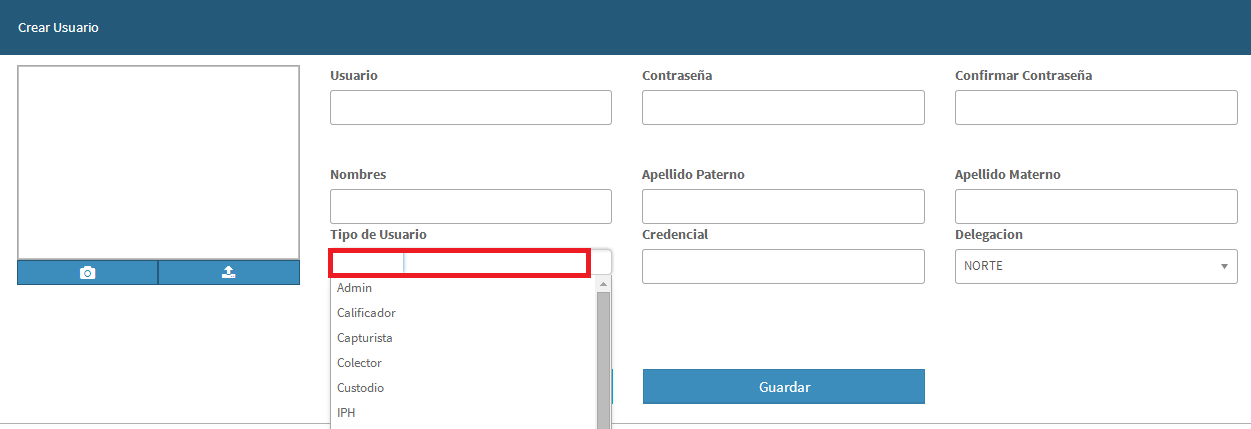 Crear Usuario
Usuario
Contraseña
Confirmar Contraseña
Nombres
Apellido Paterno
Apellido Materno
Tipo de Usuario
Credencial
Delegacion
NORTE
Admin
Calificador
Capturista
Colector
Custodio
IPH
Guardar